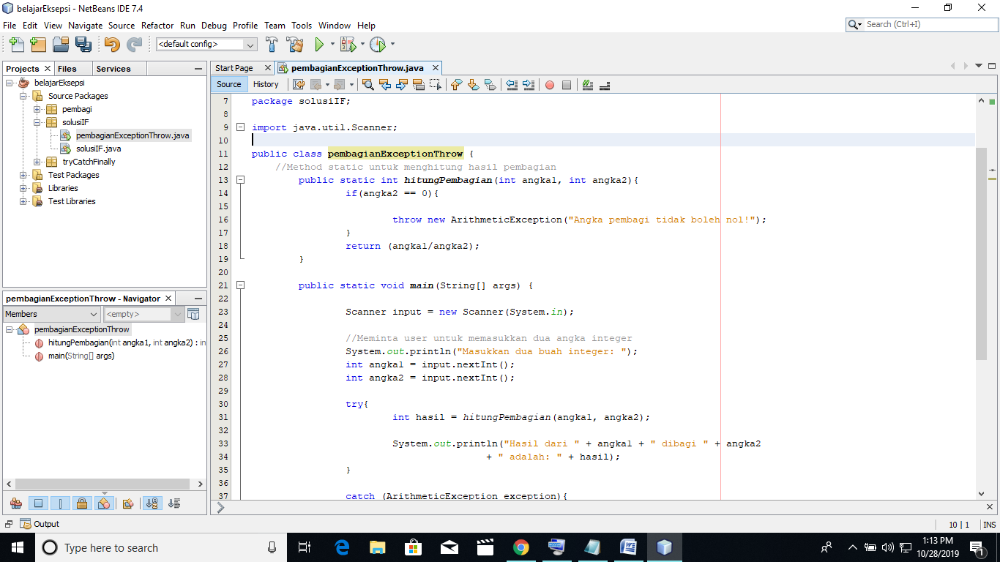 belajarEksepsi - NetBeans IDE 7.4
File Edit View Navigate Source Refactor Run Debug Profile Team Tools Window Help
Search (Ctrl+I)
<default config>
Projects Files Services
belajarEksepsi
Source Packages
pembagi
solusiIF
pembagianExceptionThrow.java
solusiIF.java
tryCatchFinally
Test Packages
Libraries
Test Libraries
pembagianExceptionThrow - Navigator
Members <empty>
pembagianExceptionThrow
hitungPembagian(int angka1, int angka2) : in
main(String[] args)
Start Page pembagianExceptionThrow.java
Source History
7 package solusiIF;
8
9 import java.util.Scanner;
10
11 public class pembagianExceptionThrow {
12 //Method static untuk menghitung hasil pembagian
13 public static int hitungPembagian(int angka1, int angka2){
14 if(angka2 == 0){
15
16 throw new ArithmeticException("Angka pembagi tidak boleh nol!");
17 }
18 return (angka1/angka2);
19 }
20
21 public static void main(String[] args) {
22
23 Scanner input = new Scanner(System.in);
24
25 //Meminta user untuk memasukkan dua angka integer
26 System.out.println("Masukkan dua buah integer: ");
27 int angka1 = input.nextInt();
28 int angka2 = input.nextInt();
29
30 try{
31 int hasil = hitungPembagian(angka1, angka2);
32
33 System.out.println("Hasil dari " + angka1 + " dibagi " + angka2
34 + " adalah: " + hasil);
35 }
36
37 catch (ArithmeticException exception){
Output
10 | 1 INS
Type here to search
1:13 PM
10/28/2019
1